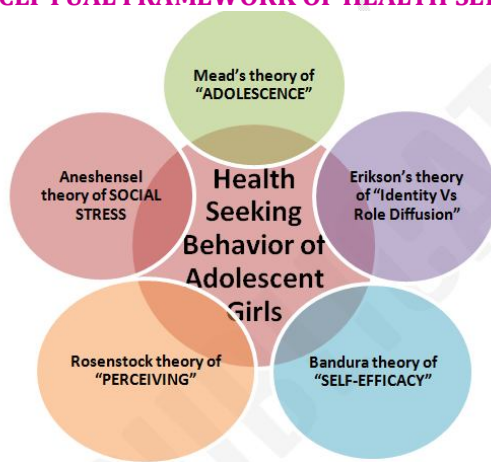 CEPTUAL FRAMEWORK OF HEALTH SE
Mead's theory of
"ADOLESCENCE"
Aneshensel
theory of SOCIAL
STRESS
Health
Seeking
Behavior of
Adolescent
Girls
Erikson's theory
of "Identity Vs
Role Diffusion"
Rosenstock theory of
"PERCEIVING"
Bandura theory of
"SELF-EFFICACY"